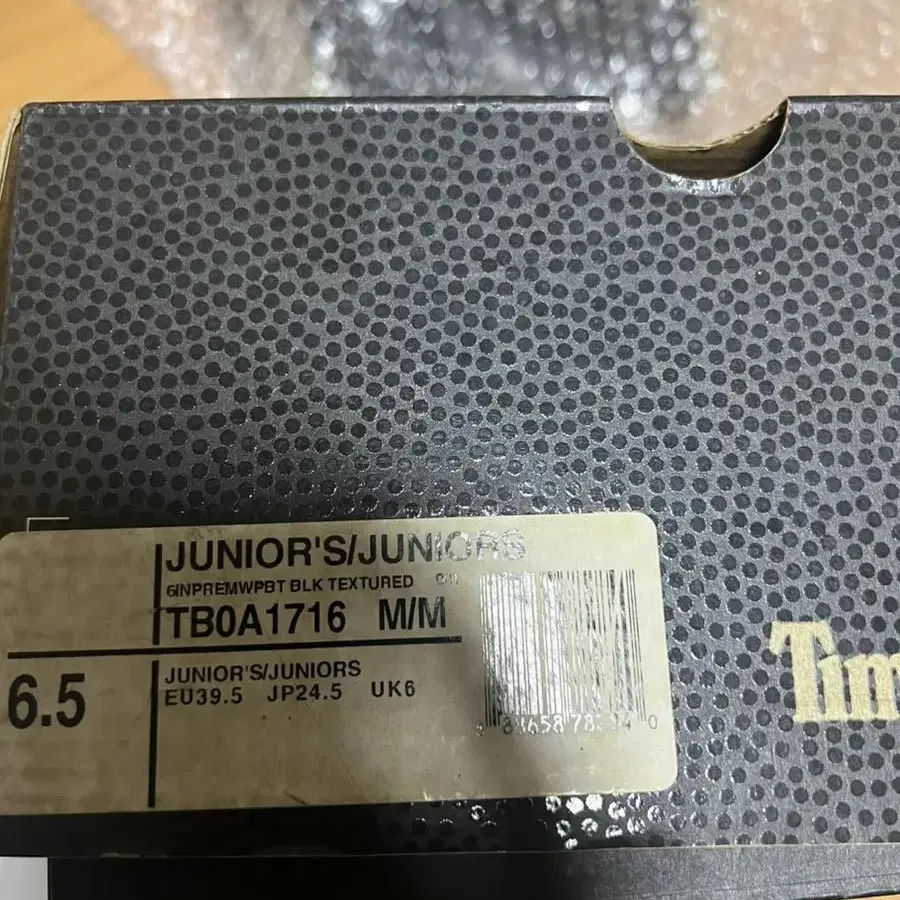 JUNIOR'S/JUNIORS
6INPREMWPBT BLK TEXTURED
TB0A1716 M/M
6.5
JUNIOR'S/JUNIORS
EU39.5 JP24.5 UK6
Tim